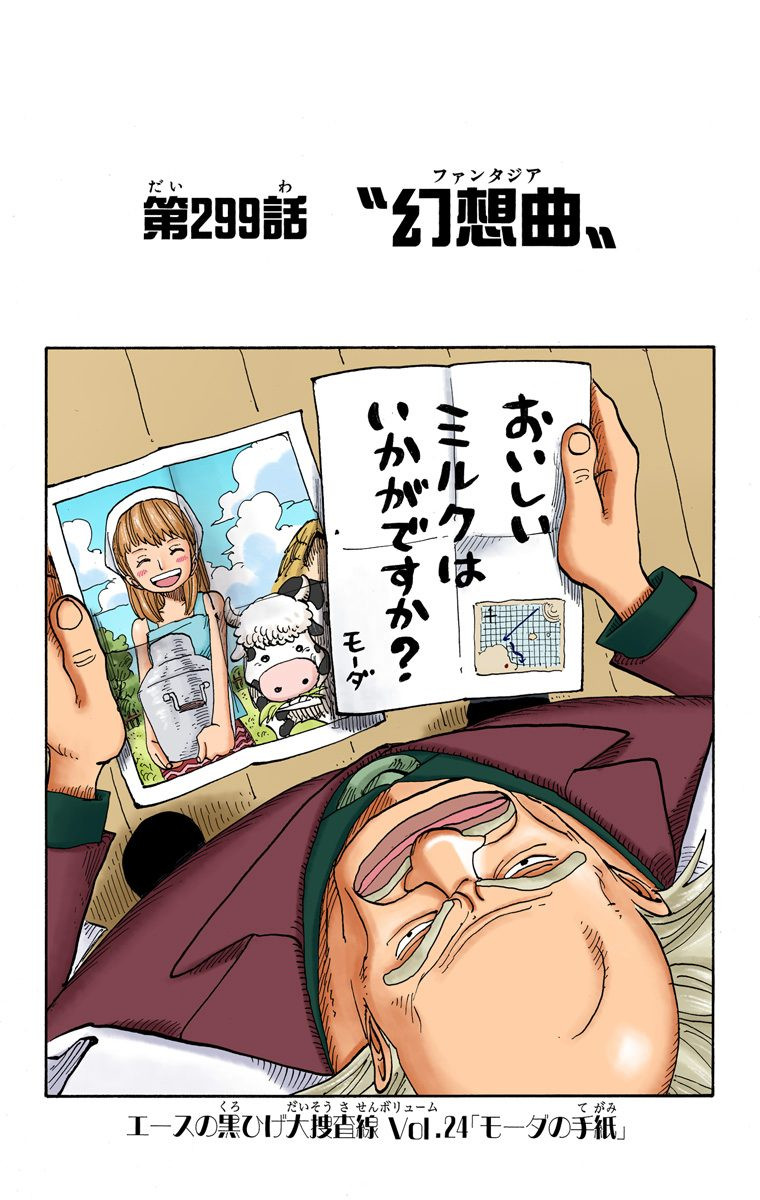 だいわ
ファンタジア
第299話 〝幻想曲〟
おいしい
ミルクは
いかがですか?
モーダ
くろ だいそうさせんボリューム てがみ
エースの黒ひげ大捜査線 Vol.24「モーダの手紙」